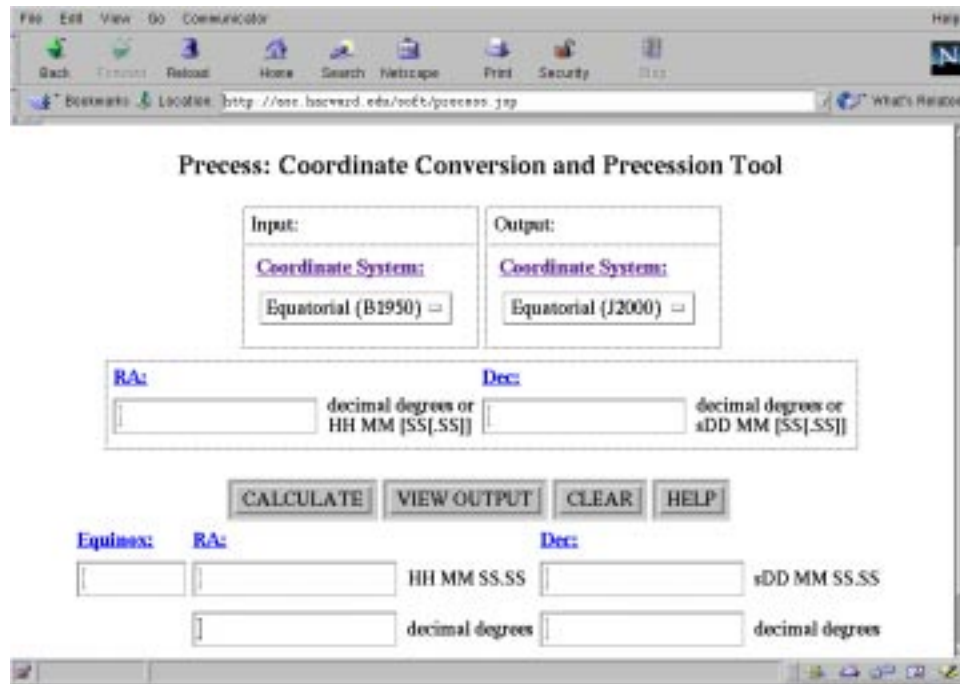 File Edit View Go Communicator Help
Back Forward Reload Home Search Netscape Print Security Stop N
Bookmarks Location: http://asc.harvard.edu/soft/precess.jsp What's Related
Precess: Coordinate Conversion and Precession Tool
Input: Output:
Coordinate System: Coordinate System:
Equatorial (B1950) Equatorial (J2000)
RA: Dec:
decimal degrees or decimal degrees or
HH MM [SS[.SS]] sDD MM [SS[.SS]]
CALCULATE VIEW OUTPUT CLEAR HELP
Equinox: RA: Dec:
HH MM SS.SS sDD MM SS.SS
decimal degrees decimal degrees